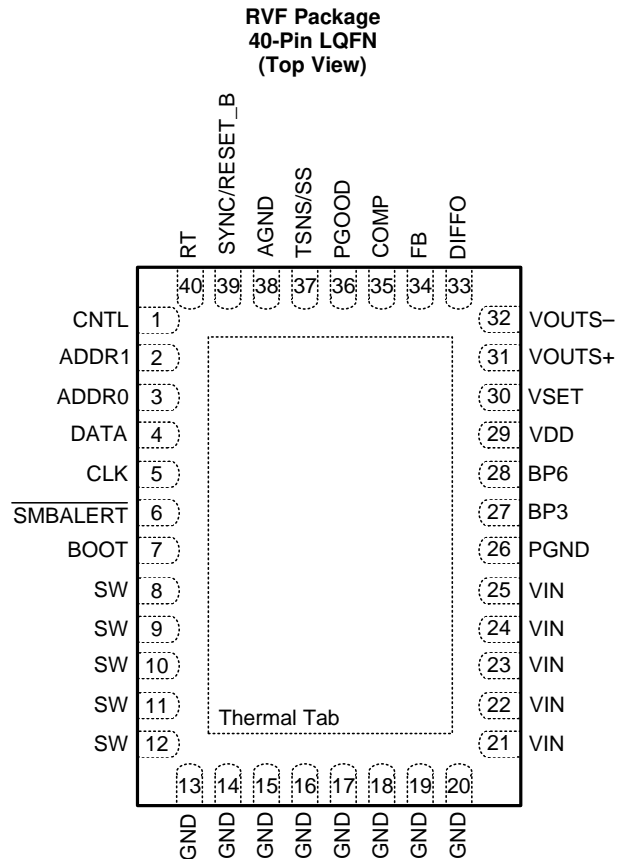 RVF Package
40-Pin LQFN
(Top View)
RT
SYNC/RESET_B
AGND
TSNS/SS
PGOOD
COMP
FB
DIFFO
40 39 38 37 36 35 34 33
CNTL 1 32 VOUTS–
ADDR1 2 31 VOUTS+
ADDR0 3 30 VSET
DATA 4 29 VDD
CLK 5 28 BP6
SMBALERT 6 27 BP3
BOOT 7 26 PGND
SW 8 25 VIN
SW 9 24 VIN
SW 10 23 VIN
SW 11 22 VIN
Thermal Tab
SW 12 21 VIN
13 14 15 16 17 18 19 20
GND
GND
GND
GND
GND
GND
GND
GND